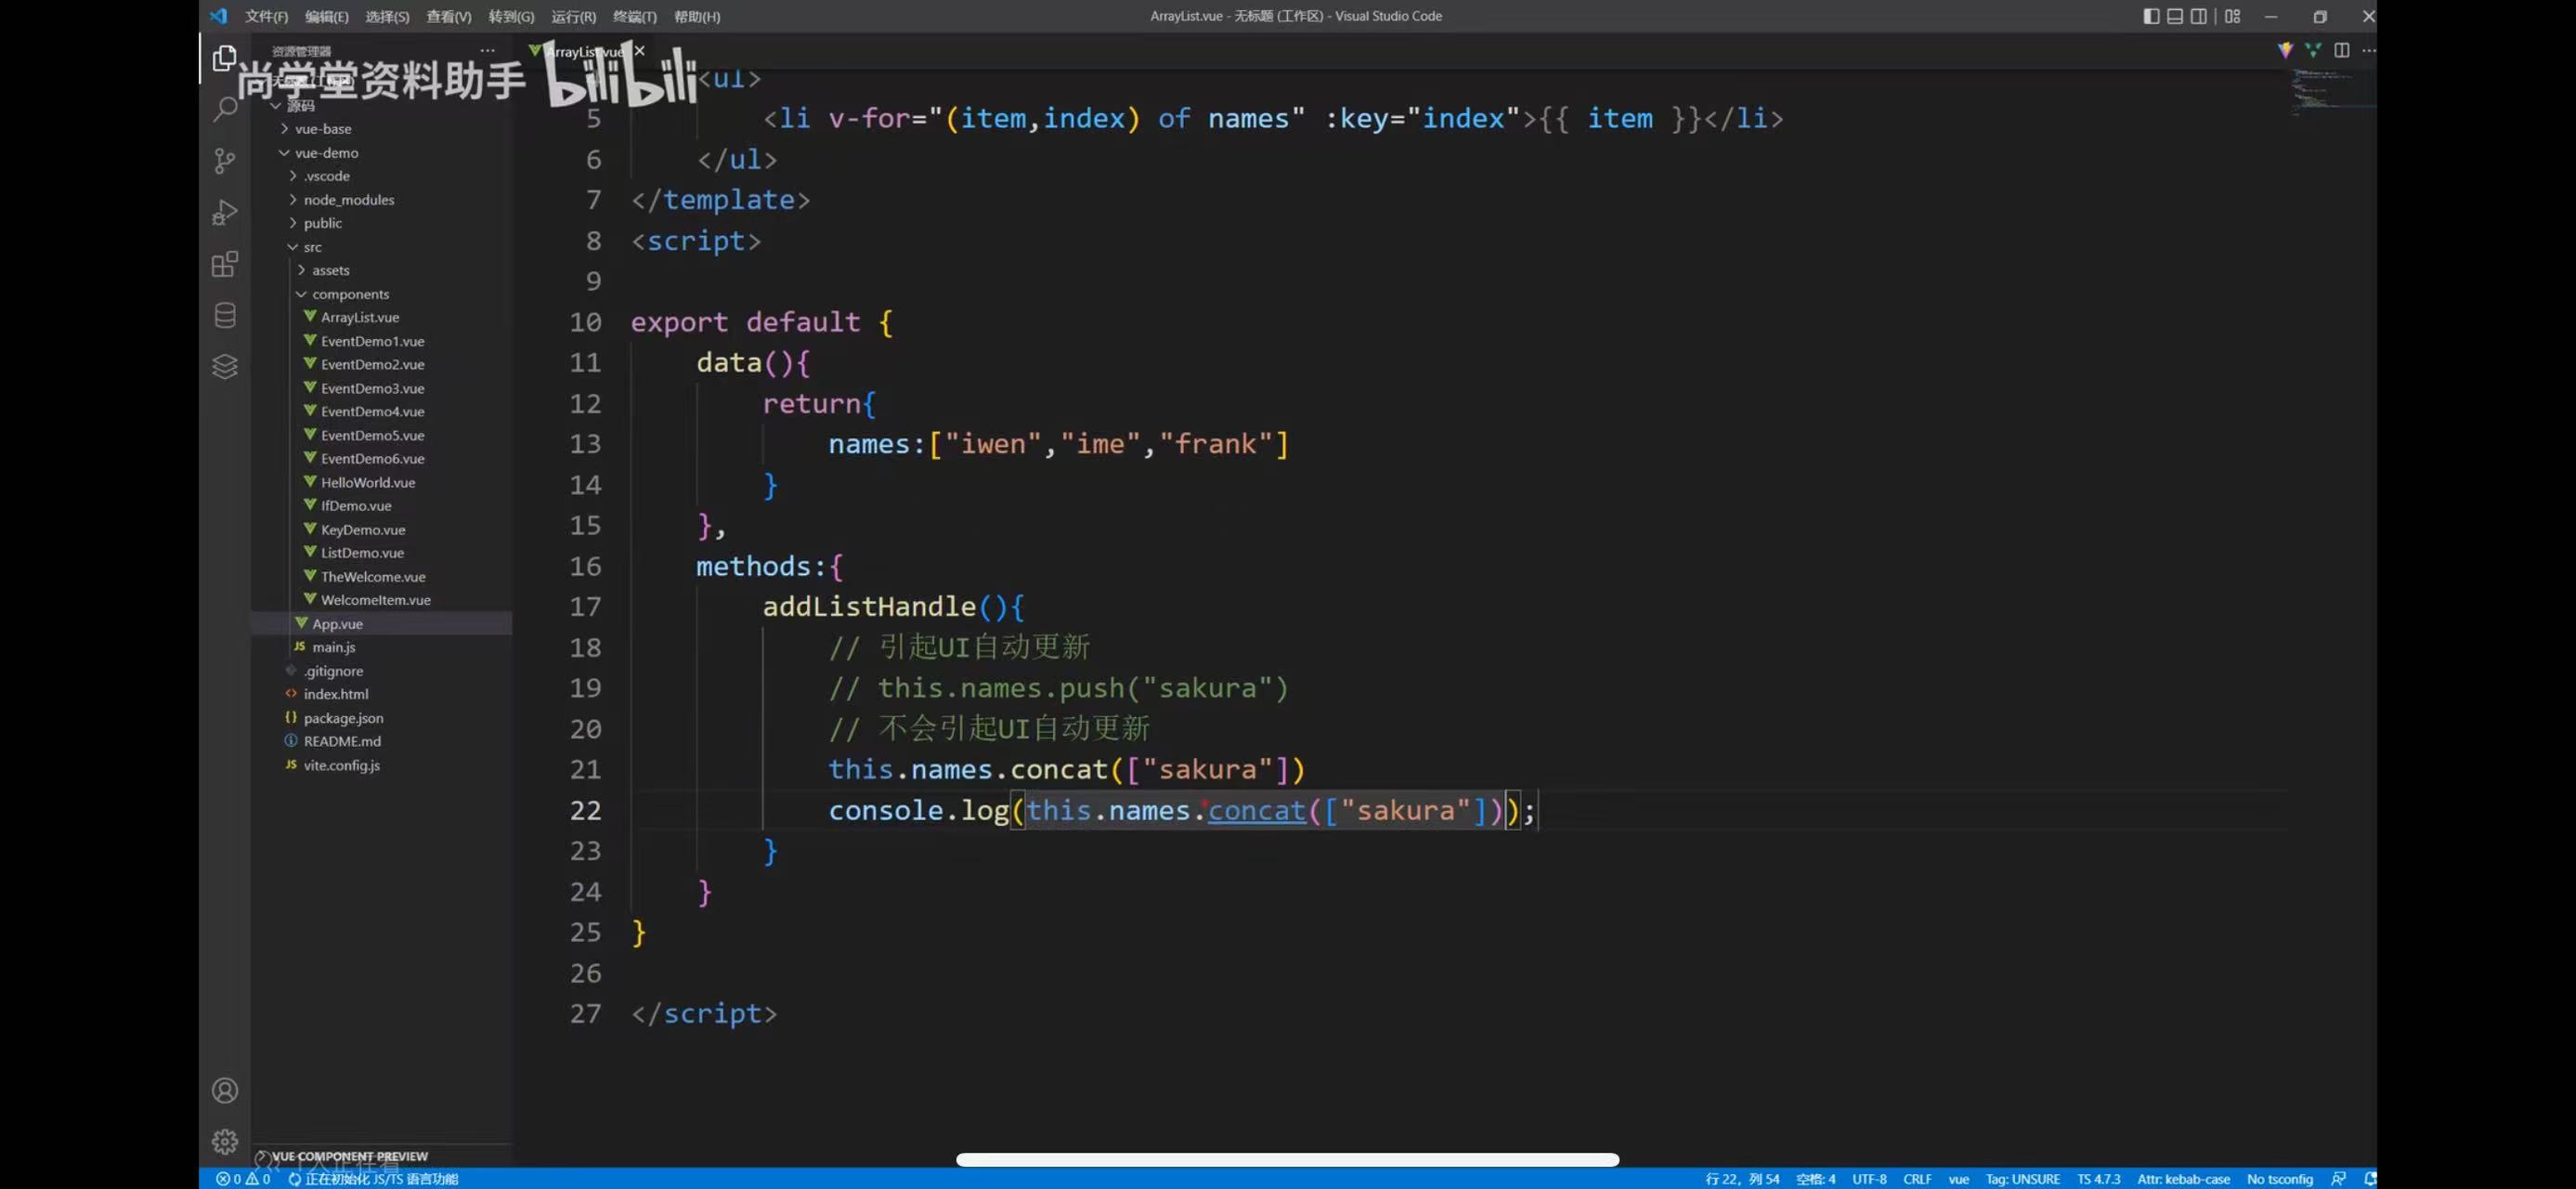 文件(F) 编辑(E) 选择(S) 查看(V) 转到(G) 运行(R) 终端(T) 帮助(H)
ArrayList.vue - 无标题 (工作区) - Visual Studio Code
资源管理器
ArrayList.vue
尚学堂资料助手 bilibili
源码
vue-base
vue-demo
.vscode
node_modules
public
src
assets
components
ArrayList.vue
EventDemo1.vue
EventDemo2.vue
EventDemo3.vue
EventDemo4.vue
EventDemo5.vue
EventDemo6.vue
HelloWorld.vue
IfDemo.vue
KeyDemo.vue
ListDemo.vue
TheWelcome.vue
WelcomeItem.vue
App.vue
JS main.js
.gitignore
index.html
package.json
README.md
JS vite.config.js
VUE COMPONENT PREVIEW
<ul>
5 <li v-for="(item,index) of names" :key="index">{{ item }}</li>
6 </ul>
7 </template>
8 <script>
9
10 export default {
11 data(){
12 return{
13 names:["iwen","ime","frank"]
14 }
15 },
16 methods:{
17 addListHandle(){
18 // 引起UI自动更新
19 // this.names.push("sakura")
20 // 不会引起UI自动更新
21 this.names.concat(["sakura"])
22 console.log(this.names.concat(["sakura"]));
23 }
24 }
25 }
26
27 </script>
0 0 正在初始化 JS/TS 语言功能
行 22，列 54 空格: 4 UTF-8 CRLF vue Tag: UNSURE TS 4.7.3 Attr: kebab-case No tsconfig